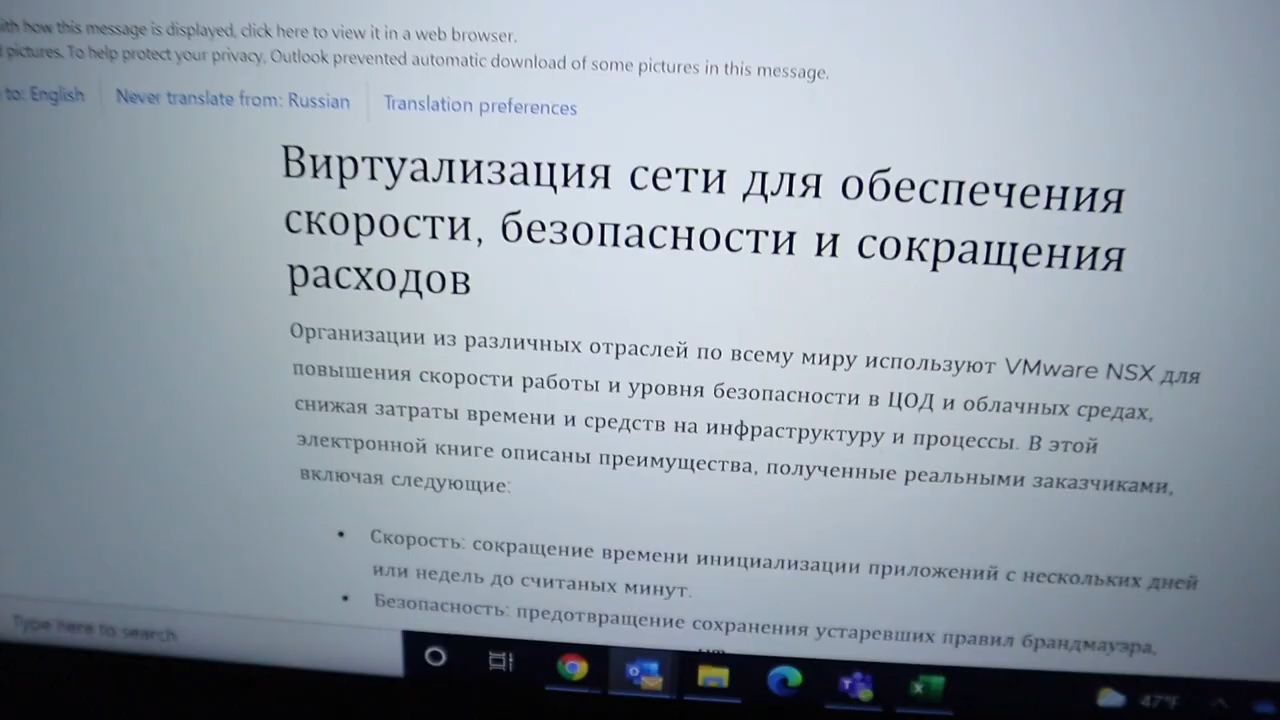 ith how this message is displayed, click here to view it in a web browser.
pictures. To help protect your privacy, Outlook prevented automatic download of some pictures in this message.
to: English Never translate from: Russian Translation preferences
Виртуализация сети для обеспечения
скорости, безопасности и сокращения
расходов
Организации из различных отраслей по всему миру используют VMware NSX для
повышения скорости работы и уровня безопасности в ЦОД и облачных средах,
снижая затраты времени и средств на инфраструктуру и процессы. В этой
электронной книге описаны преимущества, полученные реальными заказчиками,
включая следующие:
• Скорость: сокращение времени инициализации приложений с нескольких дней
или недель до считаных минут.
• Безопасность: предотвращение сохранения устаревших правил брандмауэра,
Type here to search
47°F